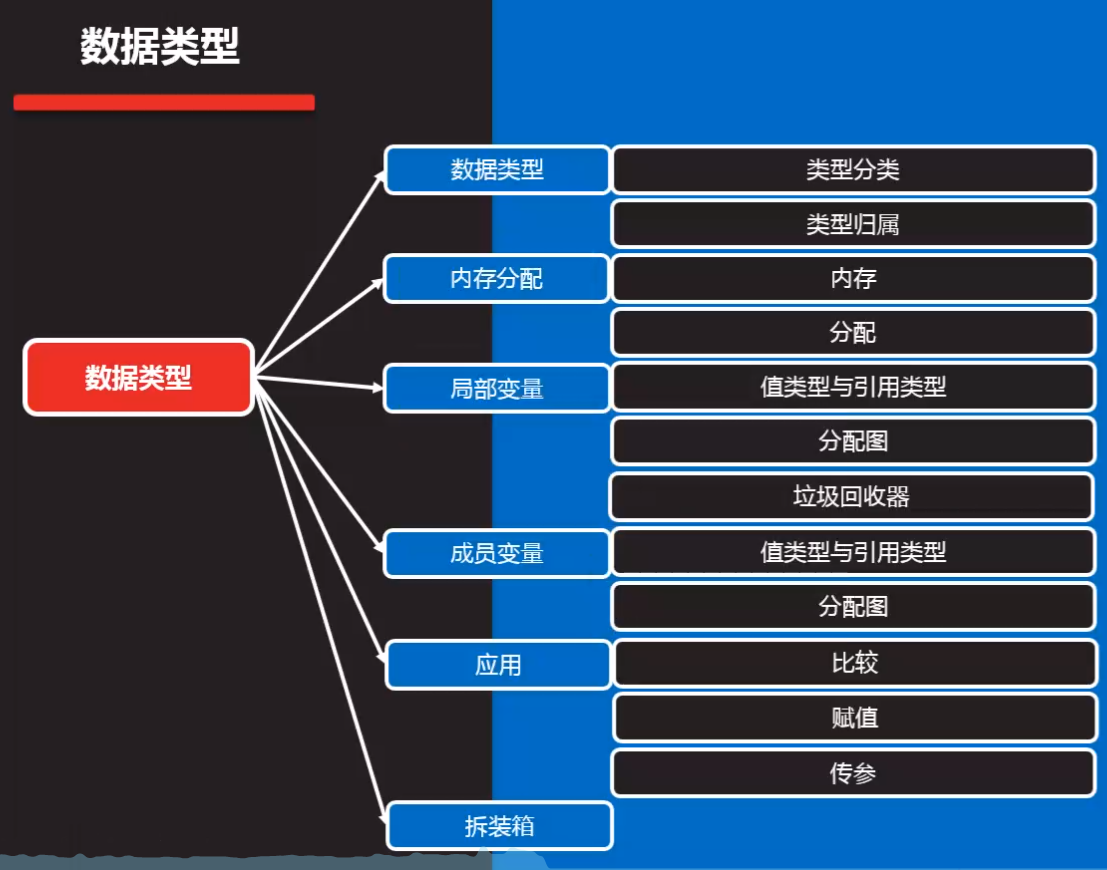 数据类型
数据类型
数据类型
类型分类
类型归属
内存分配
内存
分配
局部变量
值类型与引用类型
分配图
垃圾回收器
成员变量
值类型与引用类型
分配图
应用
比较
赋值
传参
拆装箱